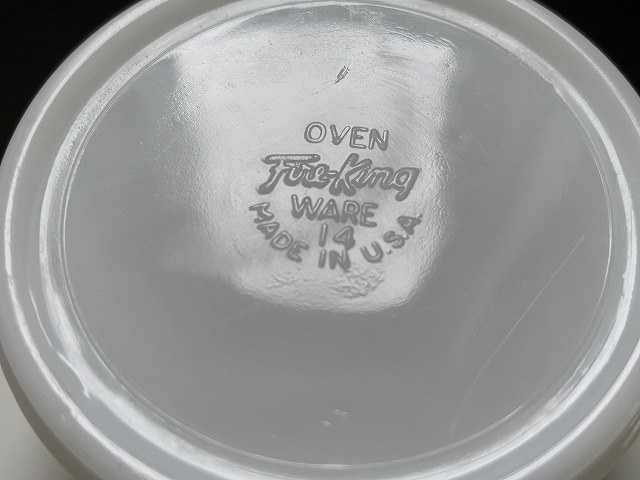 OVEN
Fire-King
WARE
14
MADE IN U.S.A